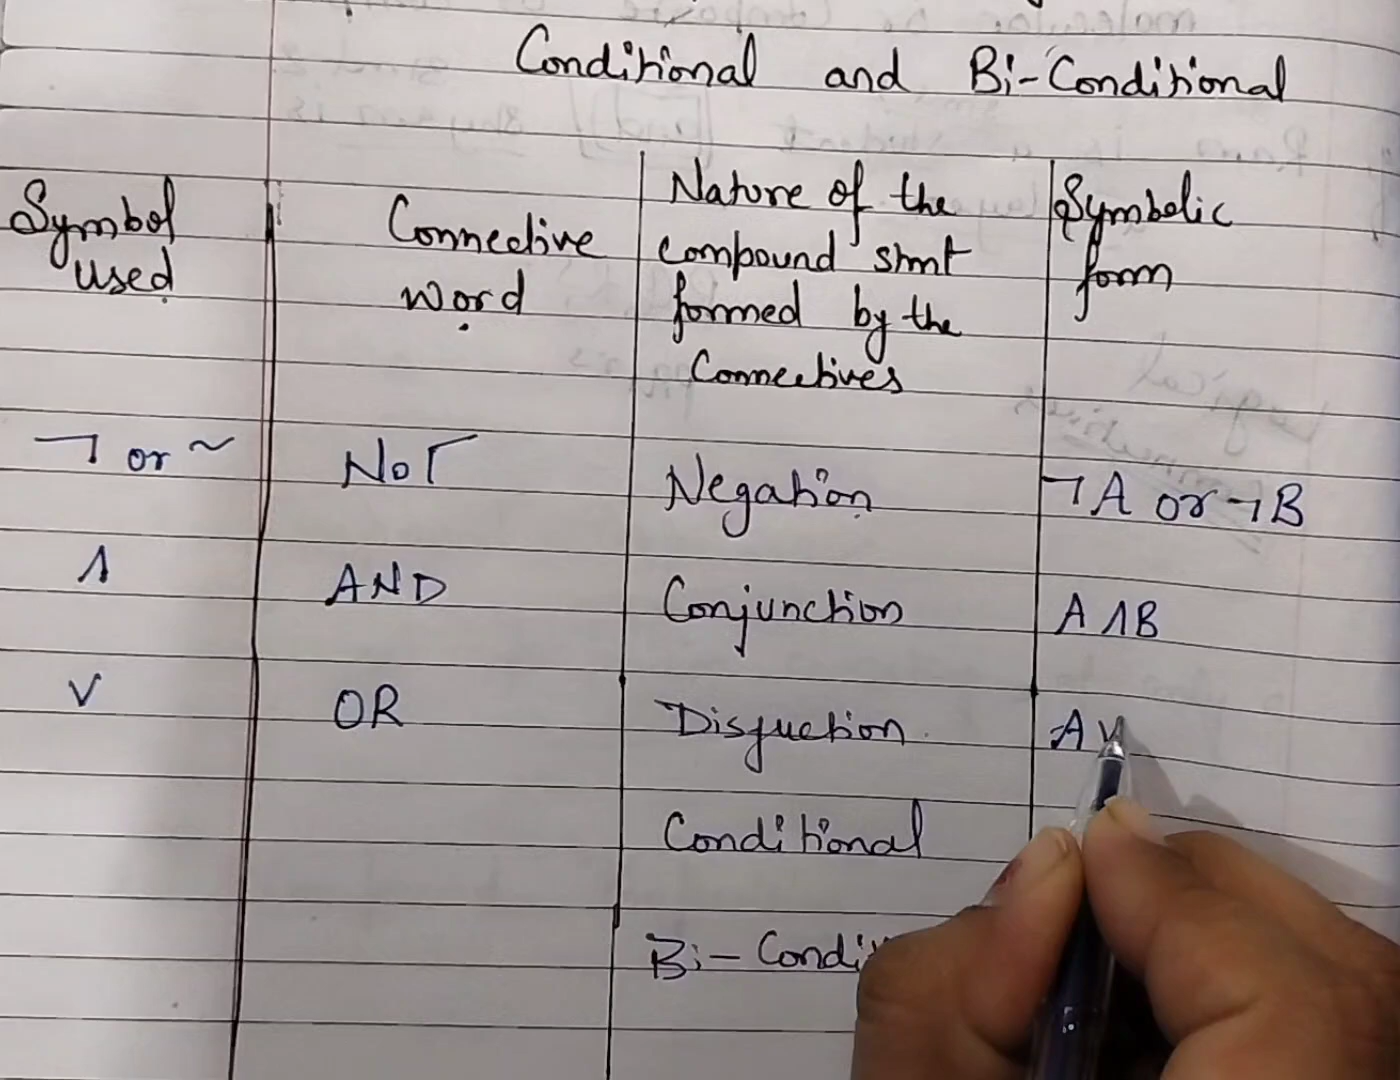 Conditional and Bi-Conditional
Symbol used
Connective word
Nature of the compound stmt formed by the Connectives
Symbolic form
¬ or ~ NOT Negation ¬A or ¬B
∧ AND Conjunction A∧B
∨ OR Disjuction A∨
Conditional
Bi-Condi